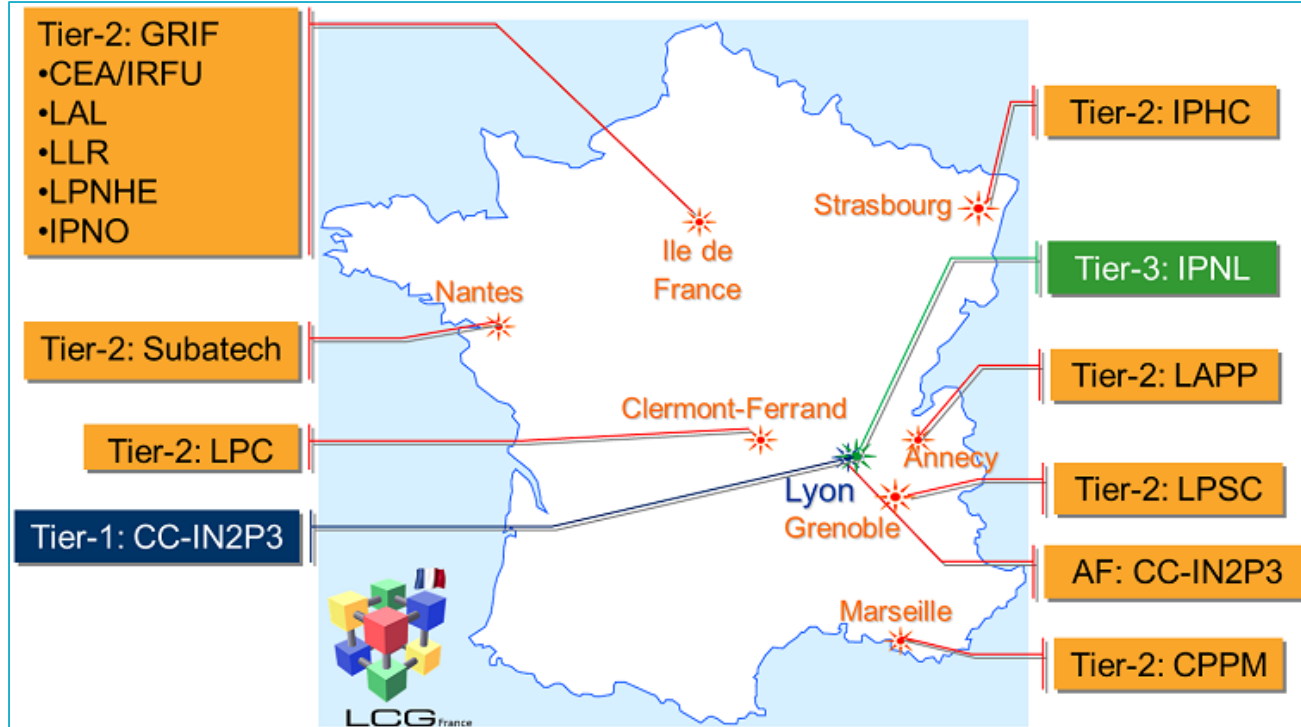 Tier-2: GRIF
•CEA/IRFU
•LAL
•LLR
•LPNHE
•IPNO
Tier-2: IPHC
Strasbourg
Ile de
France
Tier-3: IPNL
Nantes
Tier-2: Subatech
Tier-2: LAPP
Clermont-Ferrand
Tier-2: LPC
Annecy
Lyon
Tier-2: LPSC
Grenoble
Tier-1: CC-IN2P3
AF: CC-IN2P3
Marseille
Tier-2: CPPM
LCG France